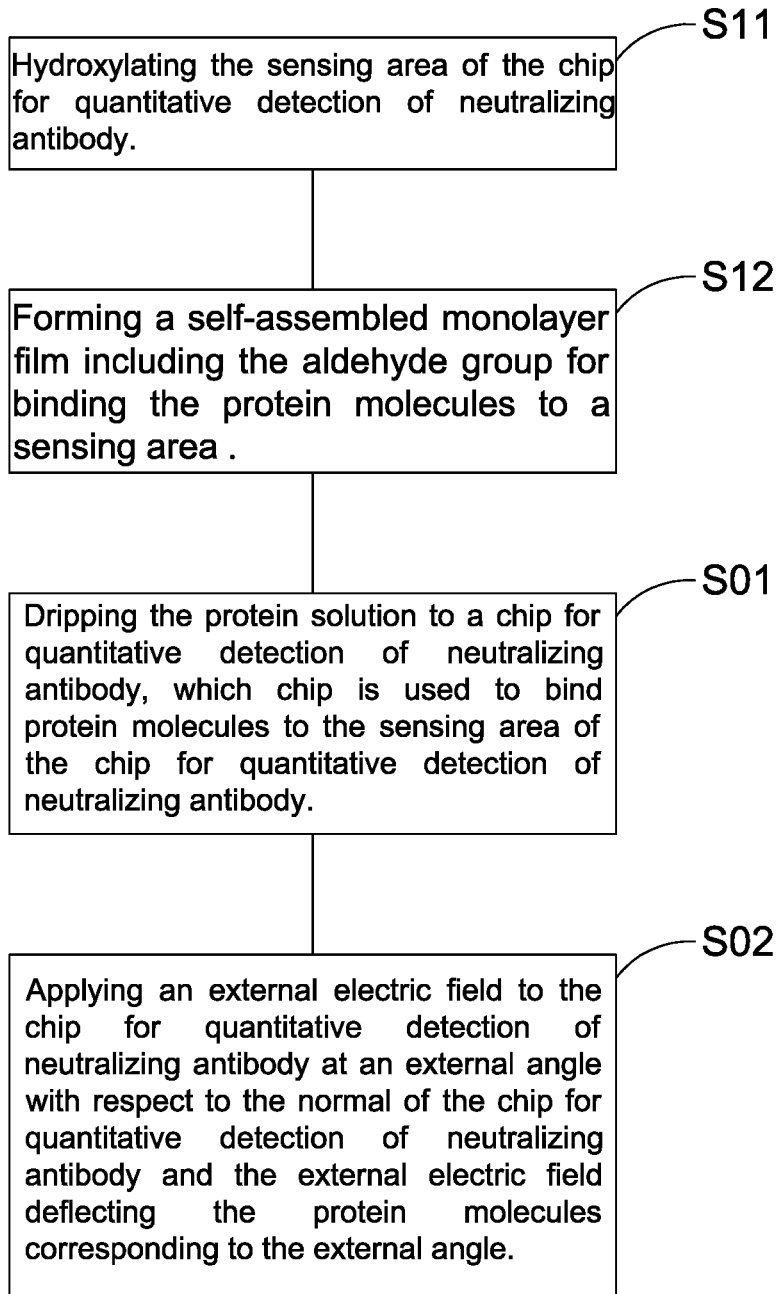 S11
Hydroxylating the sensing area of the chip
for quantitative detection of neutralizing
antibody.
S12
Forming a self-assembled monolayer
film including the aldehyde group for
binding the protein molecules to a
sensing area .
S01
Dripping the protein solution to a chip for
quantitative detection of neutralizing
antibody, which chip is used to bind
protein molecules to the sensing area of
the chip for quantitative detection of
neutralizing antibody.
S02
Applying an external electric field to the
chip for quantitative detection of
neutralizing antibody at an external angle
with respect to the normal of the chip for
quantitative detection of neutralizing
antibody and the external electric field
deflecting the protein molecules
corresponding to the external angle.